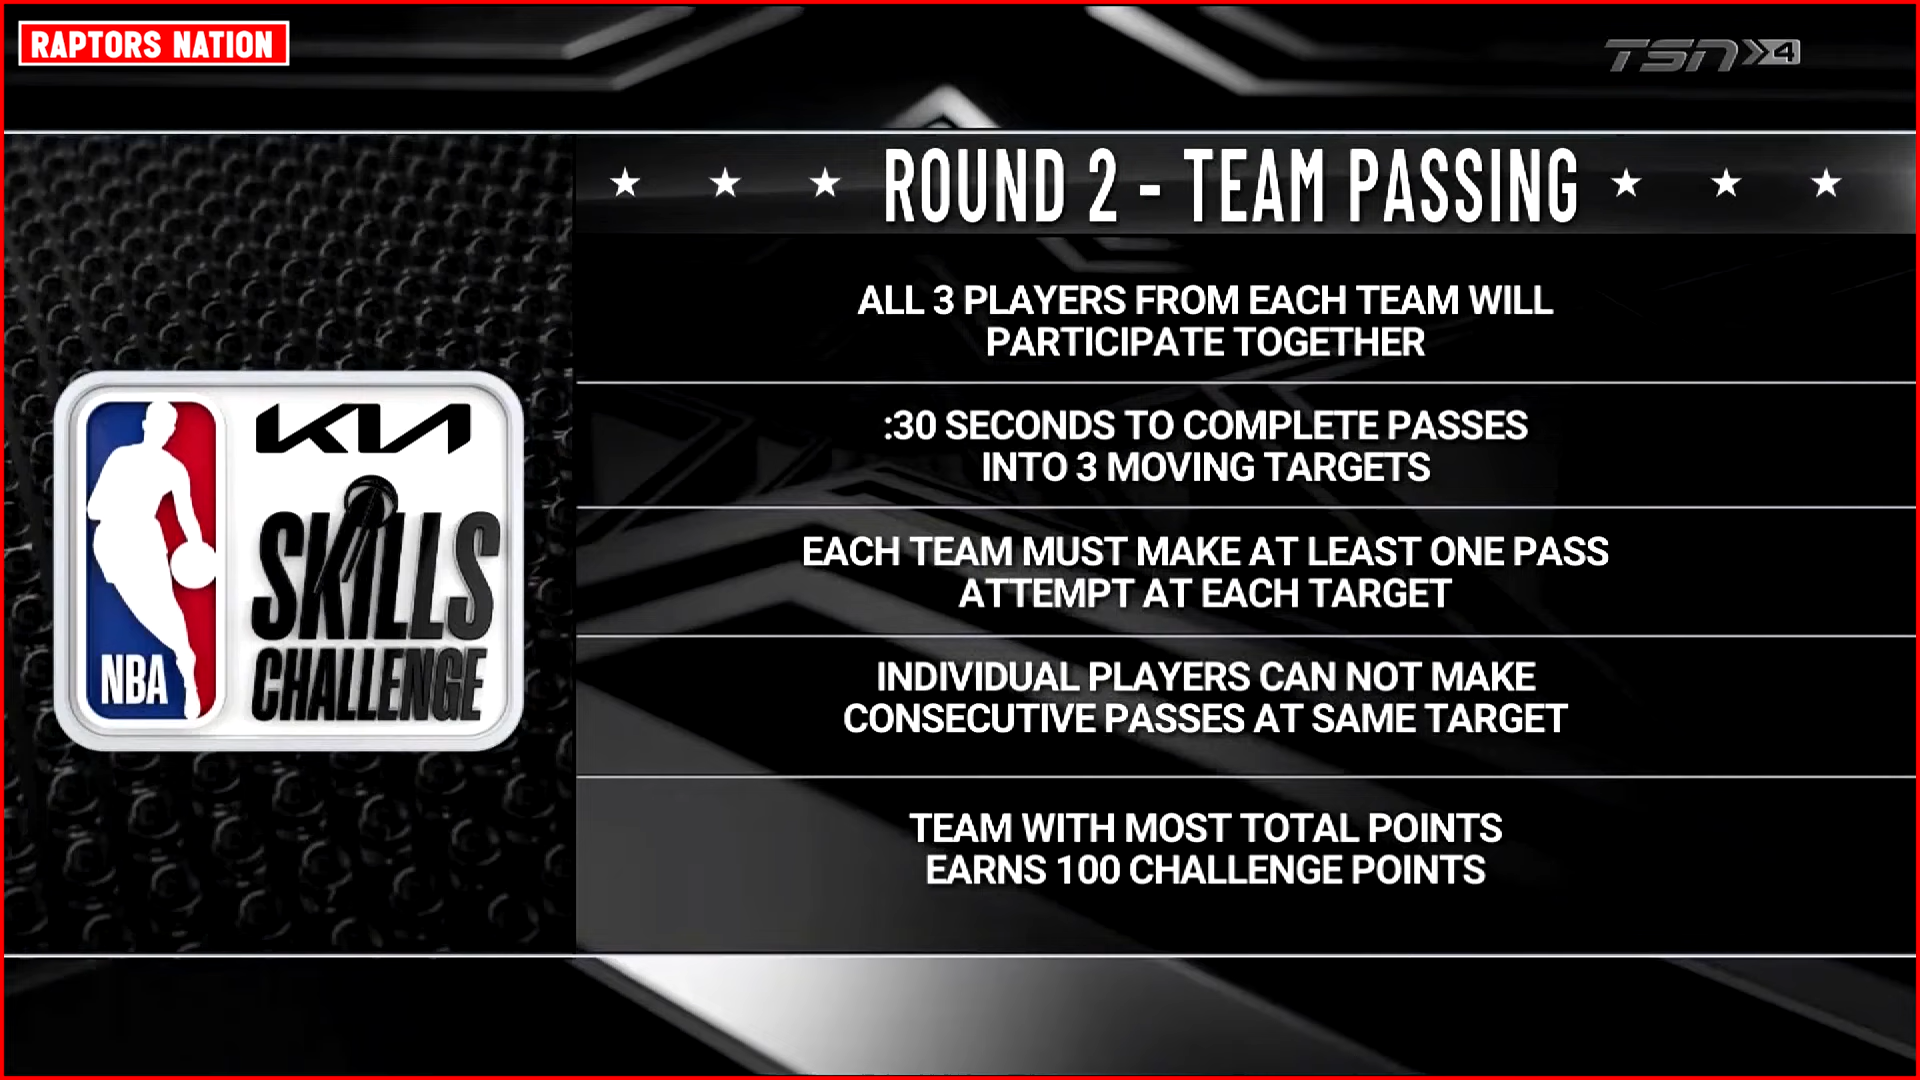 RAPTORS NATION
TSN 4
ROUND 2 - TEAM PASSING
ALL 3 PLAYERS FROM EACH TEAM WILL
PARTICIPATE TOGETHER
:30 SECONDS TO COMPLETE PASSES
INTO 3 MOVING TARGETS
EACH TEAM MUST MAKE AT LEAST ONE PASS
ATTEMPT AT EACH TARGET
INDIVIDUAL PLAYERS CAN NOT MAKE
CONSECUTIVE PASSES AT SAME TARGET
TEAM WITH MOST TOTAL POINTS
EARNS 100 CHALLENGE POINTS
KIA
SKILLS
CHALLENGE
NBA